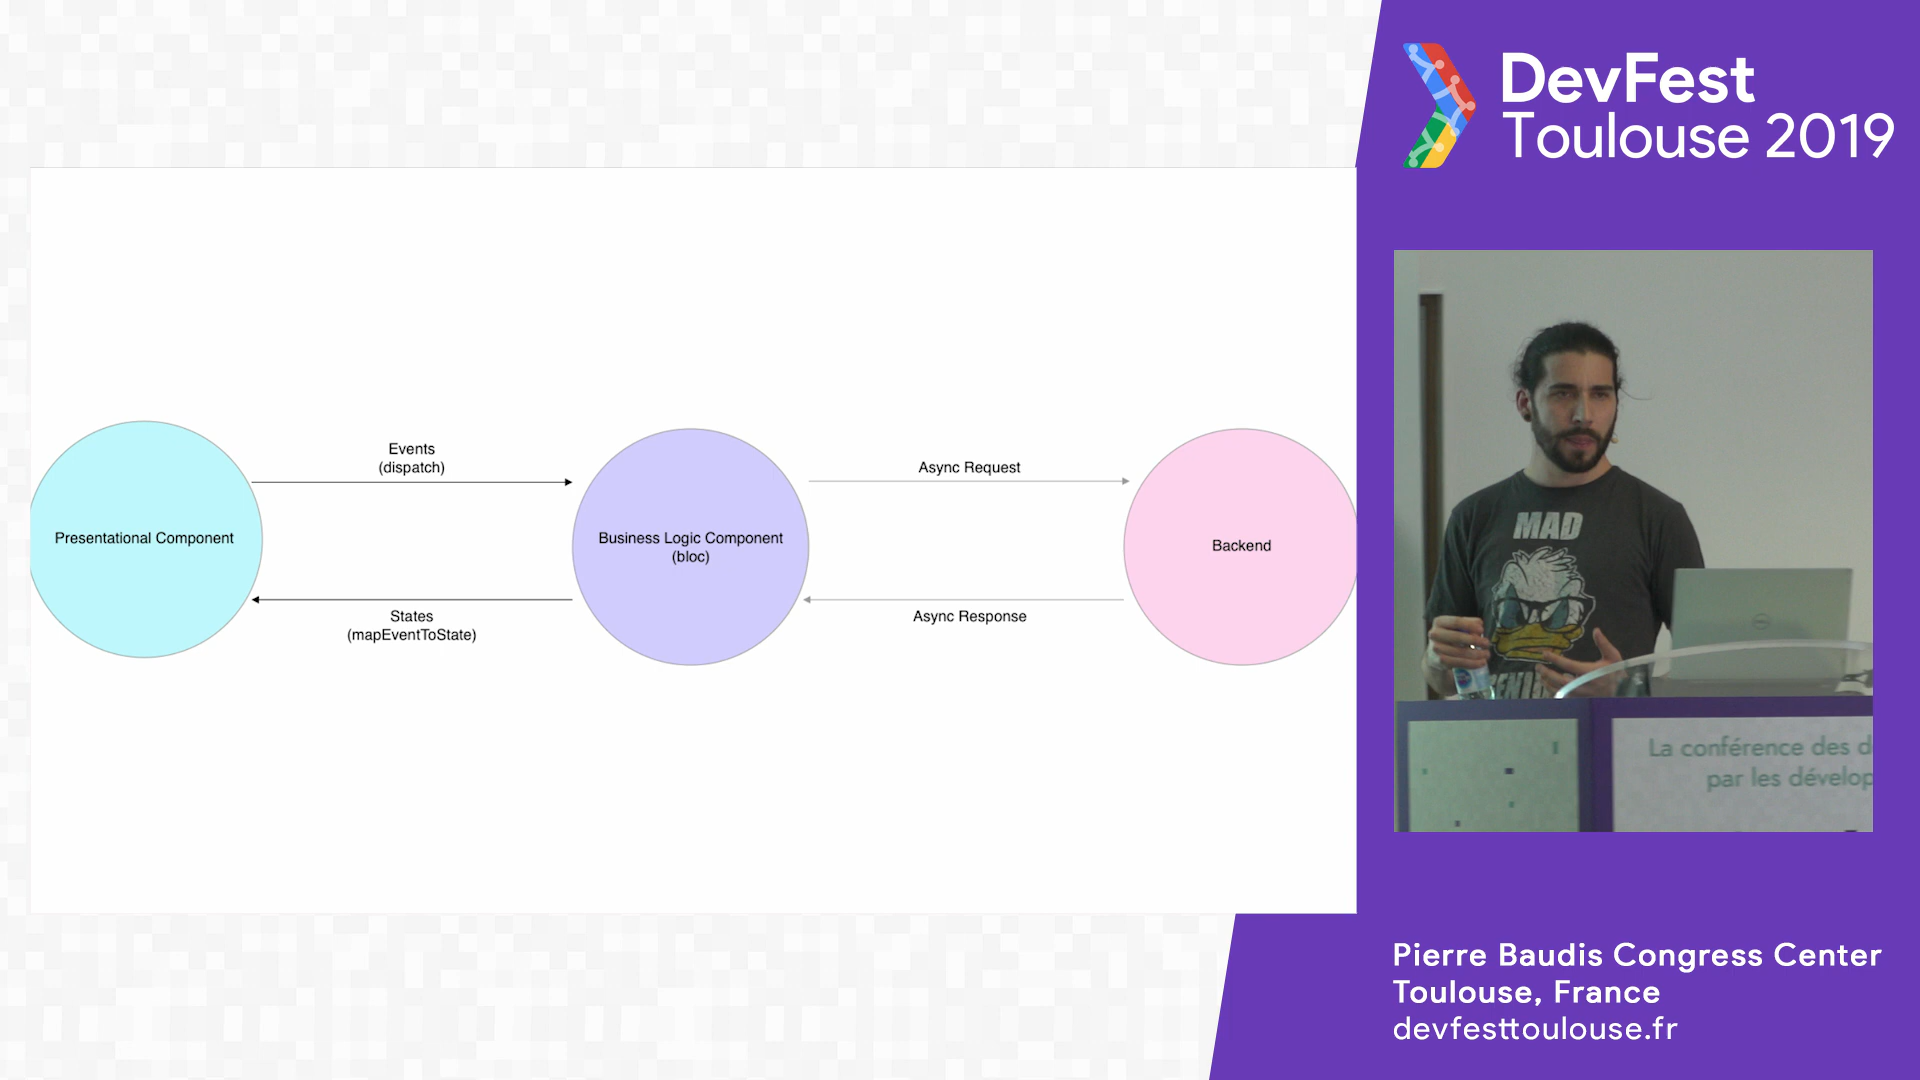 DevFest
Toulouse 2019
Events
(dispatch)
Async Request
Presentational Component
Business Logic Component
(bloc)
Backend
States
(mapEventToState)
Async Response
MAD
La conférence des d
par les dévelop
Pierre Baudis Congress Center
Toulouse, France
devfesttoulouse.fr